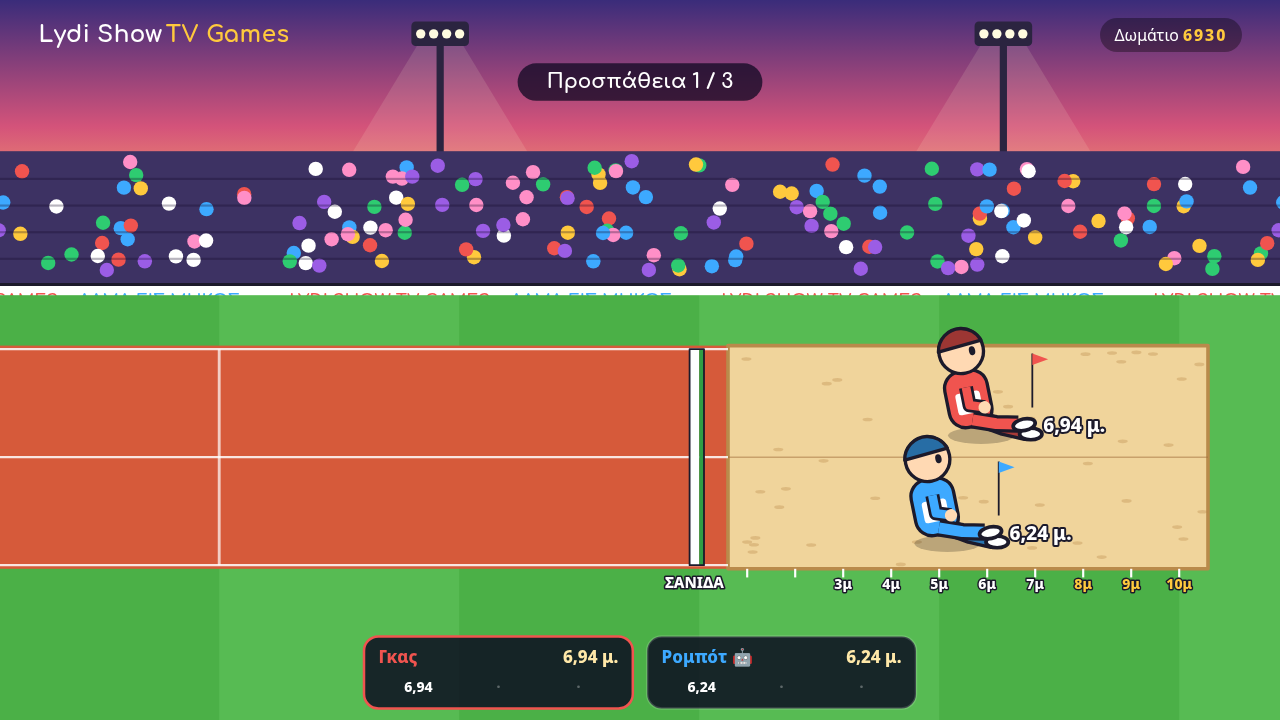 Lydi Show TV Games
Δωμάτιο 6930
Προσπάθεια 1 / 3
6,94 μ.
6,24 μ.
ΣΑΝΙΔΑ
3μ 4μ 5μ 6μ 7μ 8μ 9μ 10μ
Γκας 6,94 μ.
6,94
Ρομπότ 🤖 6,24 μ.
6,24